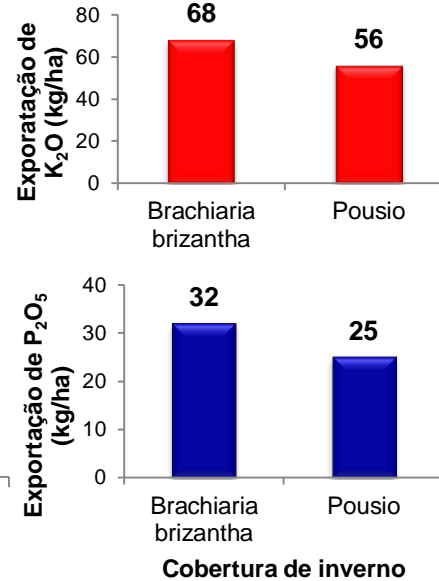 Exporatação de
K₂O (kg/ha)
80
60
40
20
0
68
56
Brachiaria
brizantha
Pousio
Exportação de P₂O₅
(kg/ha)
40
30
20
10
0
32
25
Brachiaria
brizantha
Pousio
Cobertura de inverno